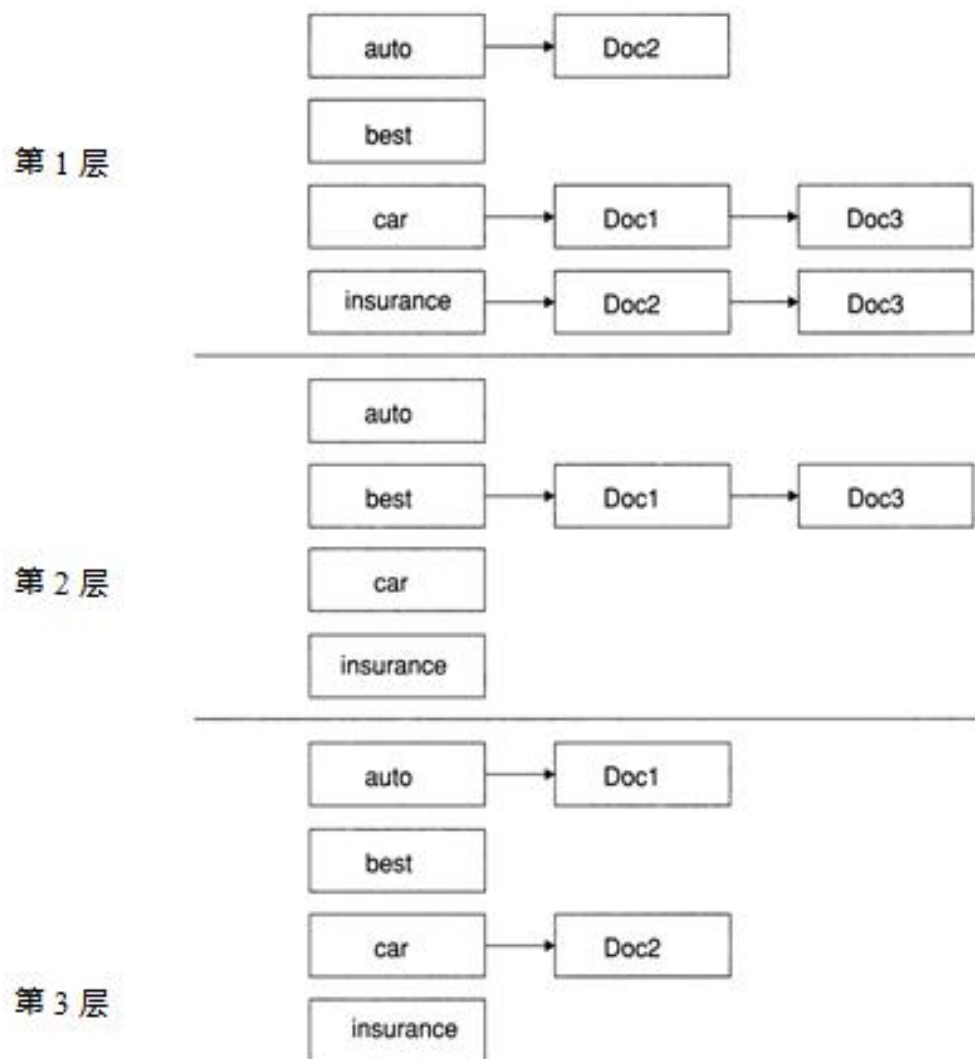 auto Doc2
best
第 1 层
car Doc1 Doc3
insurance Doc2 Doc3
auto
best Doc1 Doc3
第 2 层
car
insurance
auto Doc1
best
car Doc2
第 3 层
insurance